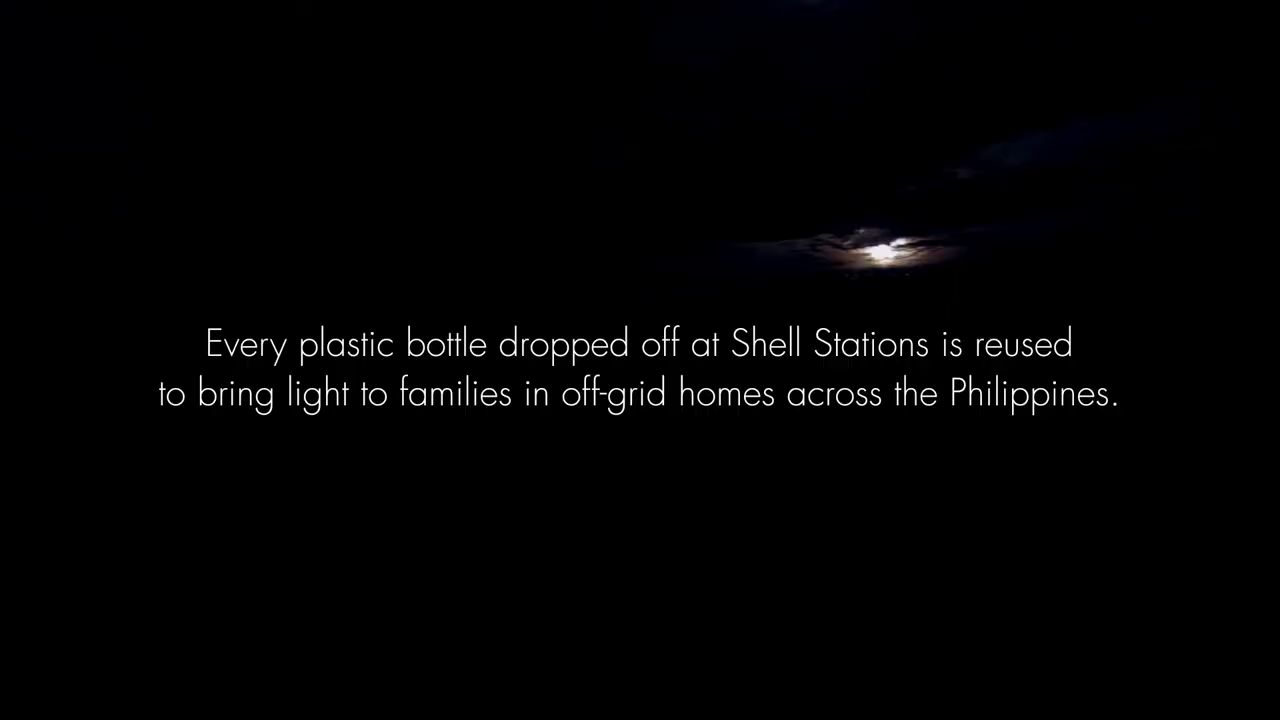 Every plastic bottle dropped off at Shell Stations is reused
to bring light to families in off-grid homes across the Philippines.